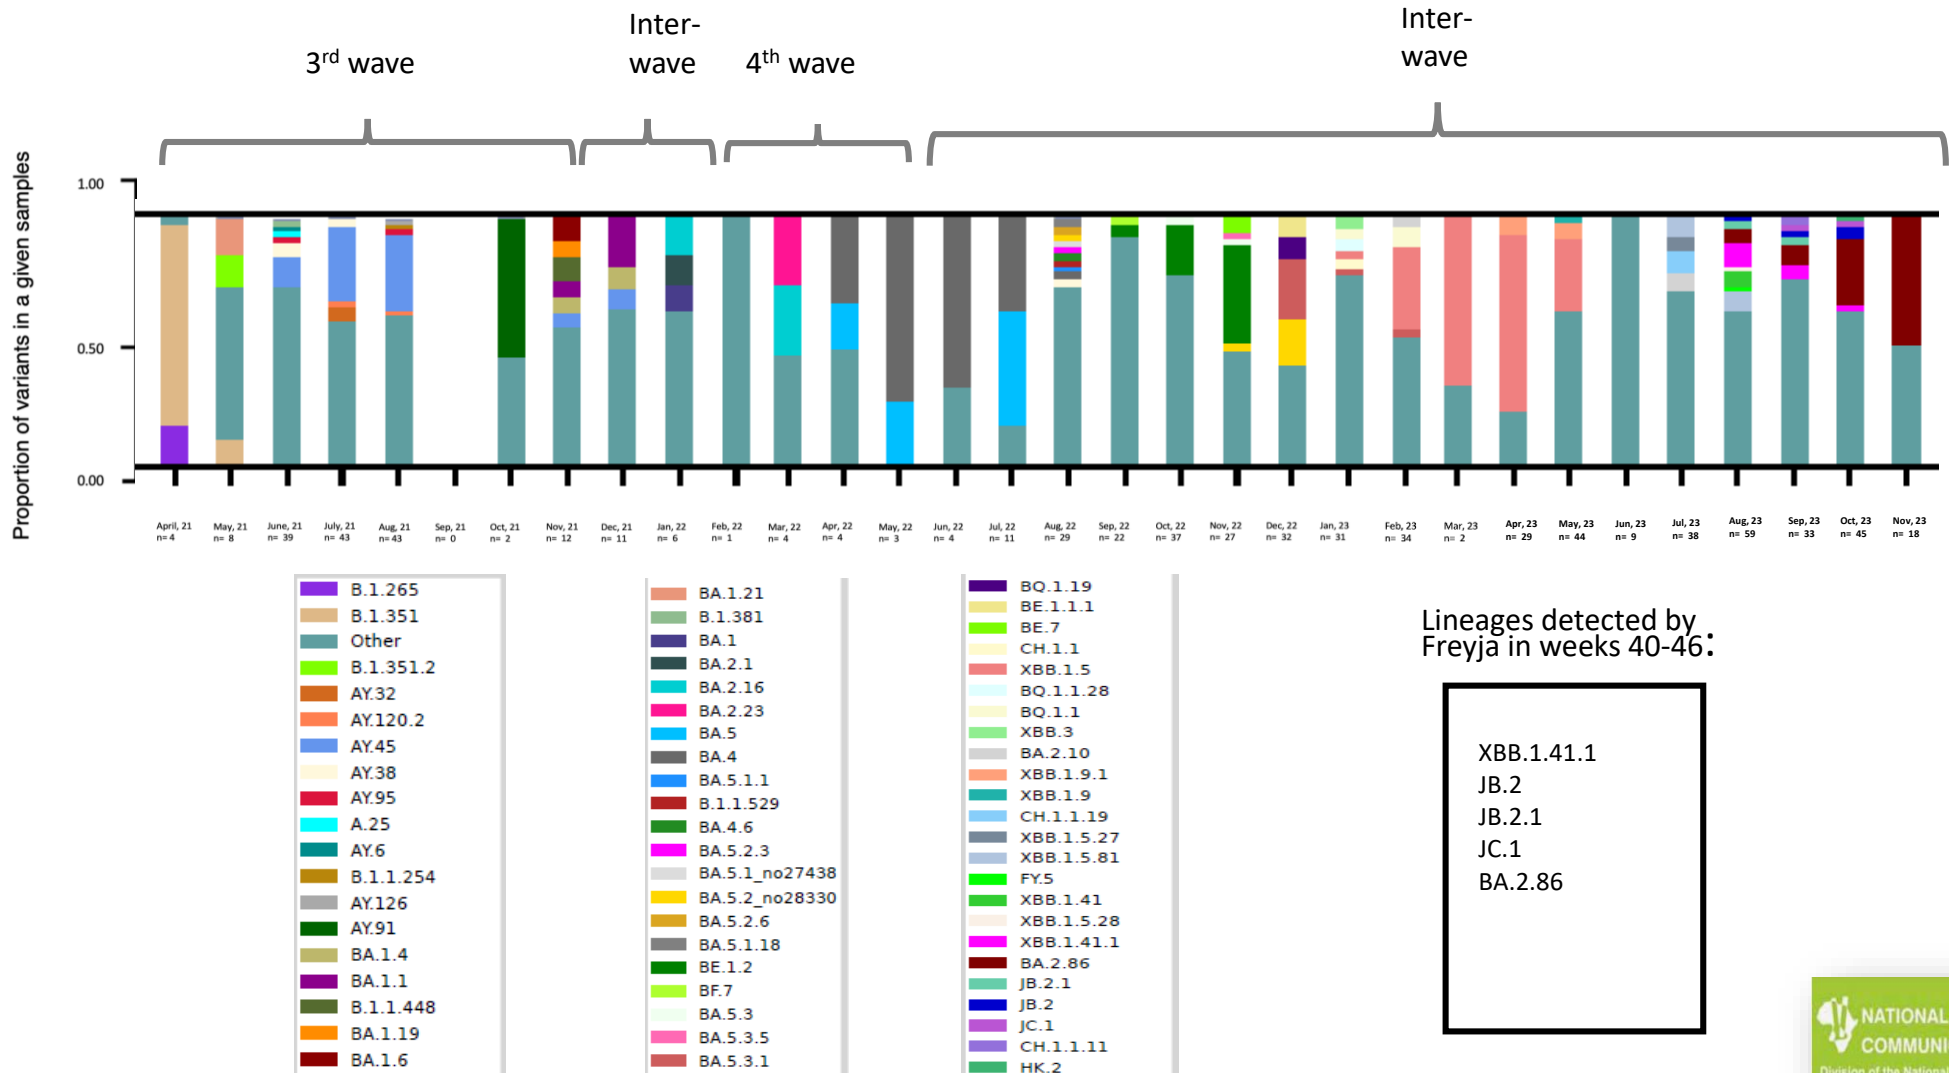 Inter-
wave
3rd wave
4th wave
Inter-
wave
Proportion of variants in a given samples
1.00
0.50
0.00
April, 21
n= 4
May, 21
n= 8
June, 21
n= 39
July, 21
n= 43
Aug, 21
n= 43
Sep, 21
n= 0
Oct, 21
n= 2
Nov, 21
n= 12
Dec, 21
n= 11
Jan, 22
n= 6
Feb, 22
n= 1
Mar, 22
n= 4
Apr, 22
n= 4
May, 22
n= 3
Jun, 22
n= 4
Jul, 22
n= 11
Aug, 22
n= 29
Sep, 22
n= 22
Oct, 22
n= 37
Nov, 22
n= 27
Dec, 22
n= 32
Jan, 23
n= 31
Feb, 23
n= 34
Mar, 23
n= 2
Apr, 23
n= 29
May, 23
n= 44
Jun, 23
n= 9
Jul, 23
n= 38
Aug, 23
n= 59
Sep, 23
n= 33
Oct, 23
n= 45
Nov, 23
n= 18
B.1.265
B.1.351
Other
B.1.351.2
AY.32
AY.120.2
AY.45
AY.38
AY.95
A.25
AY.6
B.1.1.254
AY.126
AY.91
BA.1.4
BA.1.1
B.1.1.448
BA.1.19
BA.1.6
BA.1.21
B.1.381
BA.1
BA.2.1
BA.2.16
BA.2.23
BA.5
BA.4
BA.5.1.1
B.1.1.529
BA.4.6
BA.5.2.3
BA.5.1_no27438
BA.5.2_no28330
BA.5.2.6
BA.5.1.18
BE.1.2
BF.7
BA.5.3
BA.5.3.5
BA.5.3.1
BQ.1.19
BE.1.1.1
BE.7
CH.1.1
XBB.1.5
BQ.1.1.28
BQ.1.1
XBB.3
BA.2.10
XBB.1.9.1
XBB.1.9
CH.1.1.19
XBB.1.5.27
XBB.1.5.81
FY.5
XBB.1.41
XBB.1.5.28
XBB.1.41.1
BA.2.86
JB.2.1
JB.2
JC.1
CH.1.1.11
HK.2
Lineages detected by
Freyja in weeks 40-46:
XBB.1.41.1
JB.2
JB.2.1
JC.1
BA.2.86
NATIONAL
COMMUNI
Division of the National